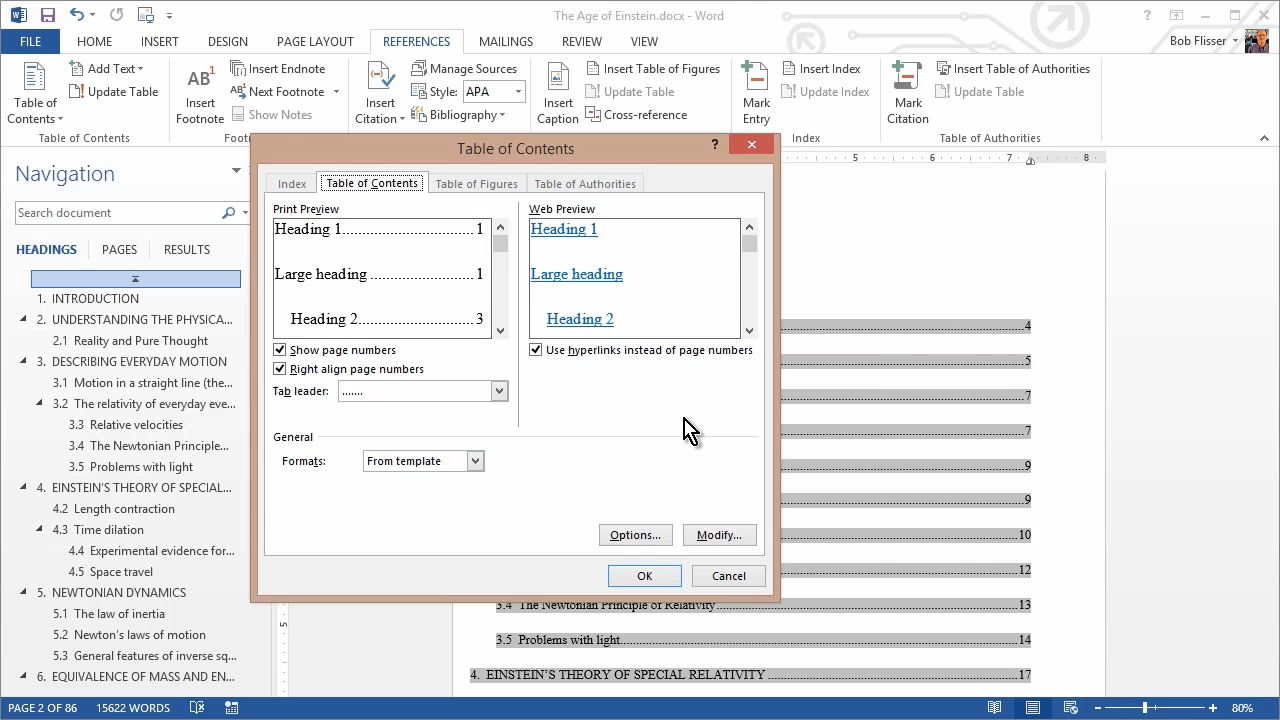 The Age of Einstein.docx - Word
?
FILE HOME INSERT DESIGN PAGE LAYOUT REFERENCES MAILINGS REVIEW VIEW Bob Flisser
Table of Contents
Add Text
Update Table
Table of Contents
AB1
Insert Footnote
Insert Endnote
AB Next Footnote
Show Notes
Footn
Insert Citation
Manage Sources
Style: APA
Bibliography
Insert Caption
Insert Table of Figures
Update Table
Cross-reference
Mark Entry
Insert Index
Update Index
Index
Mark Citation
Insert Table of Authorities
Update Table
Table of Authorities
Navigation
Search document
HEADINGS PAGES RESULTS
1. INTRODUCTION
2. UNDERSTANDING THE PHYSICA...
2.1 Reality and Pure Thought
3. DESCRIBING EVERYDAY MOTION
3.1 Motion in a straight line (the...
3.2 The relativity of everyday eve...
3.3 Relative velocities
3.4 The Newtonian Principle...
3.5 Problems with light
4. EINSTEIN'S THEORY OF SPECIAL...
4.2 Length contraction
4.3 Time dilation
4.4 Experimental evidence for...
4.5 Space travel
5. NEWTONIAN DYNAMICS
5.1 The law of inertia
5.2 Newton's laws of motion
5.3 General features of inverse sq...
6. EQUIVALENCE OF MASS AND EN...
Table of Contents
?
Index Table of Contents Table of Figures Table of Authorities
Print Preview
Heading 1.............................. 1
Large heading ........................ 1
Heading 2........................... 3
Show page numbers
Right align page numbers
Tab leader: .......
Web Preview
Heading 1
Large heading
Heading 2
Use hyperlinks instead of page numbers
General
Formats: From template
Options... Modify...
OK Cancel
5 6 7 8
5
4
5
7
7
9
9
10
12
3.4 The Newtonian Principle of Relativity..........13
3.5 Problems with light..........14
4. EINSTEIN'S THEORY OF SPECIAL RELATIVITY ..........17
PAGE 2 OF 86 15622 WORDS 80%